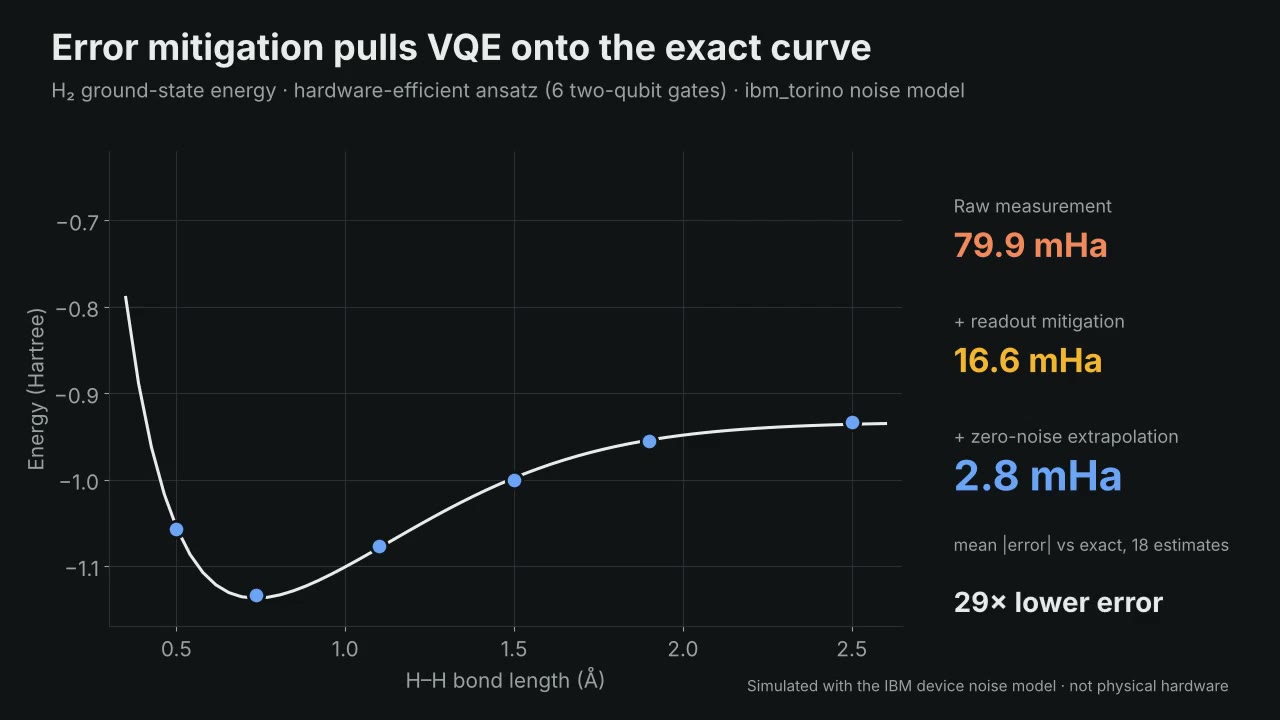 Error mitigation pulls VQE onto the exact curve
H₂ ground-state energy · hardware-efficient ansatz (6 two-qubit gates) · ibm_torino noise model
−0.7
−0.8
−0.9
−1.0
−1.1
Energy (Hartree)
0.5 1.0 1.5 2.0 2.5
H–H bond length (Å)
Raw measurement
79.9 mHa
+ readout mitigation
16.6 mHa
+ zero-noise extrapolation
2.8 mHa
mean |error| vs exact, 18 estimates
29× lower error
Simulated with the IBM device noise model · not physical hardware